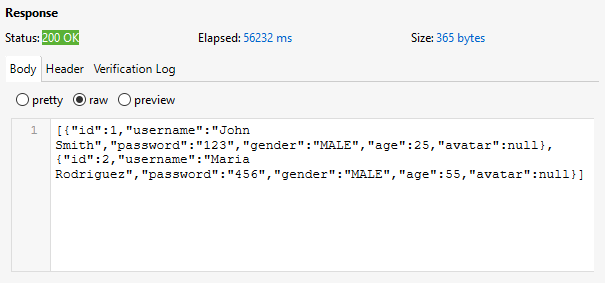 Response
Status: 200 OK Elapsed: 56232 ms Size: 365 bytes
Body Header Verification Log
pretty raw preview
1 [{"id":1,"username":"John
Smith","password":"123","gender":"MALE","age":25,"avatar":null},
{"id":2,"username":"Maria
Rodriguez","password":"456","gender":"MALE","age":55,"avatar":null}]